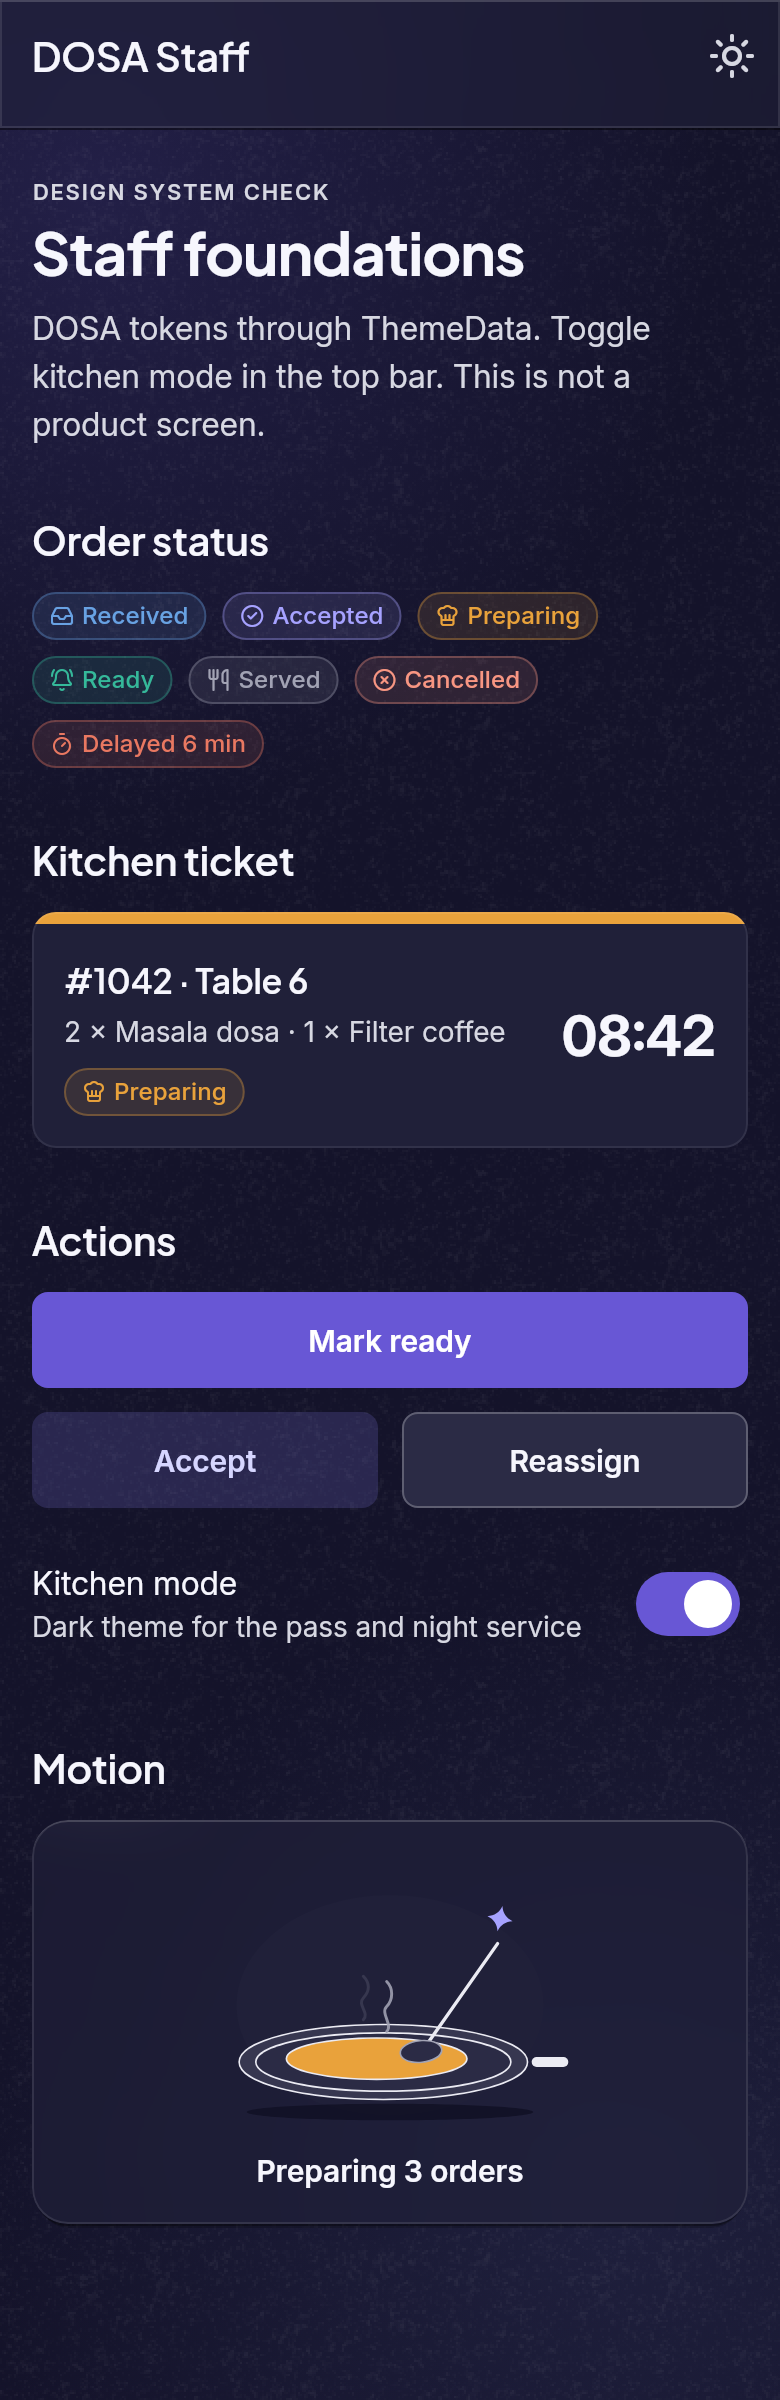 DOSA Staff
DESIGN SYSTEM CHECK
Staff foundations
DOSA tokens through ThemeData. Toggle
kitchen mode in the top bar. This is not a
product screen.
Order status
Received Accepted Preparing
Ready Served Cancelled
Delayed 6 min
Kitchen ticket
#1042 · Table 6
2 × Masala dosa · 1 × Filter coffee
08:42
Preparing
Actions
Mark ready
Accept Reassign
Kitchen mode
Dark theme for the pass and night service
Motion
Preparing 3 orders